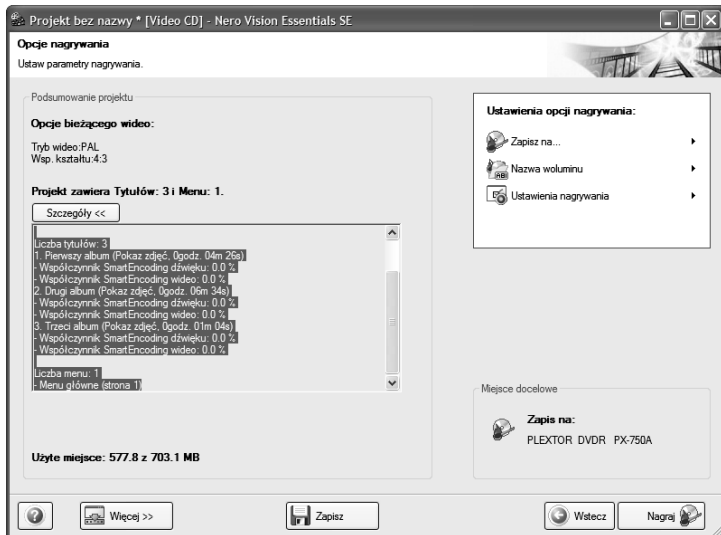 Projekt bez nazwy * [Video CD] - Nero Vision Essentials SE
Opcje nagrywania
Ustaw parametry nagrywania.
Podsumowanie projektu
Opcje bieżącego wideo:
Tryb wideo:PAL
Wsp. kształtu:4:3
Projekt zawiera Tytułów: 3 i Menu: 1.
Szczegóły <<
Liczba tytułów: 3
1. Pierwszy album (Pokaz zdjęć, 0godz. 04m 26s)
- Współczynnik SmartEncoding dźwięku: 0.0 %
- Współczynnik SmartEncoding wideo: 0.0 %
2. Drugi album (Pokaz zdjęć, 0godz. 06m 34s)
- Współczynnik SmartEncoding dźwięku: 0.0 %
- Współczynnik SmartEncoding wideo: 0.0 %
3. Trzeci album (Pokaz zdjęć, 0godz. 01m 04s)
- Współczynnik SmartEncoding dźwięku: 0.0 %
- Współczynnik SmartEncoding wideo: 0.0 %
Liczba menu: 1
- Menu główne (strona 1)
Użyte miejsce: 577.8 z 703.1 MB
Ustawienia opcji nagrywania:
Zapisz na...
Nazwa woluminu
Ustawienia nagrywania
Miejsce docelowe
Zapis na:
PLEXTOR DVDR PX-750A
Więcej >>
Zapisz
Wstecz
Nagraj